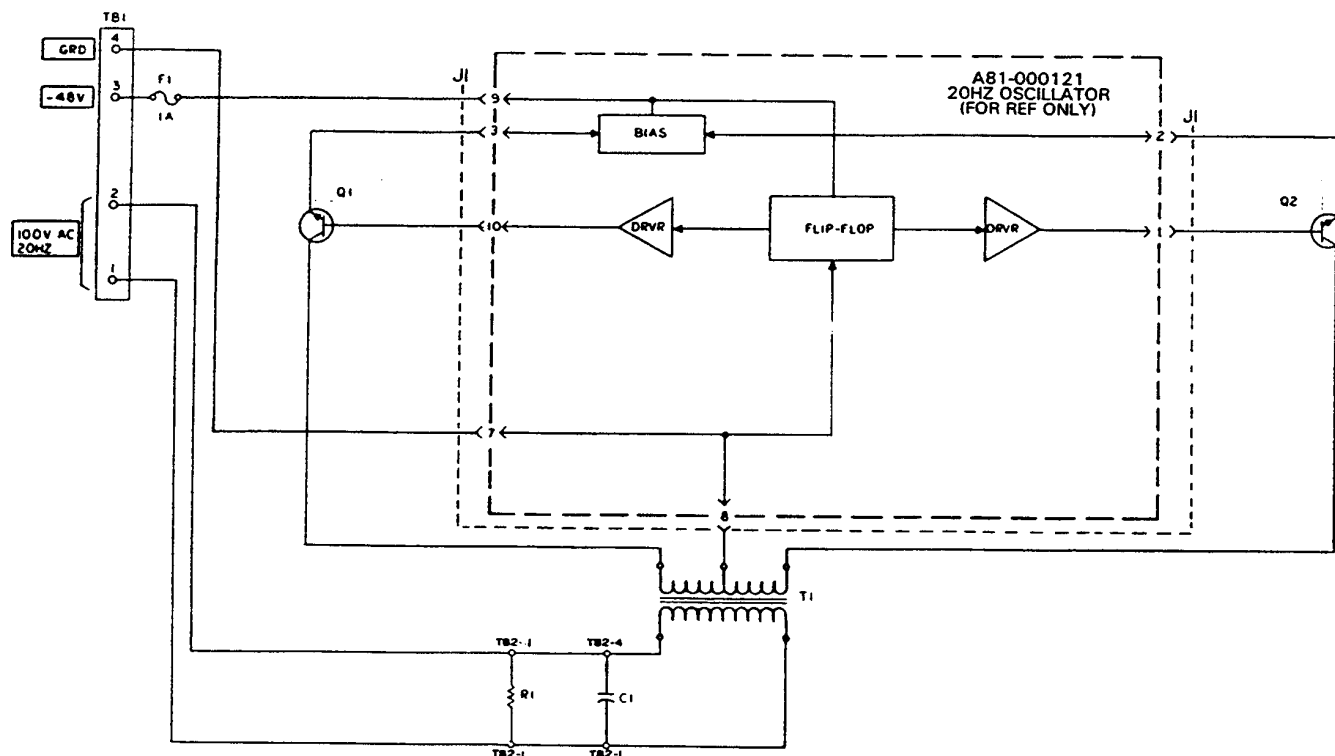 TB1
4
GRD
3
-48V
F1
1A
2
100V AC
20HZ
1
J1
A81-000121
20HZ OSCILLATOR
(FOR REF ONLY)
J1
9
3
BIAS
2
Q1
10
DRVR
FLIP-FLOP
DRVR
1
Q2
7
8
T1
TB2-1
TB2-4
R1
C1
TB2-1
TB2-1